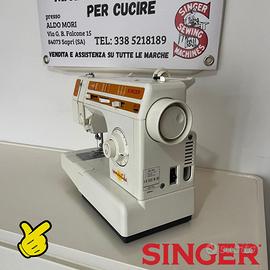 PER CUCIRE
presso
ALDO MORI
Via G. B. Falcone 15
84073 Sapri (SA)
TEL.: 338 5218189
VENDITA E ASSISTENZA SU TUTTE LE MARCHE
SINGER
SEWING
MACHINES
SINGER